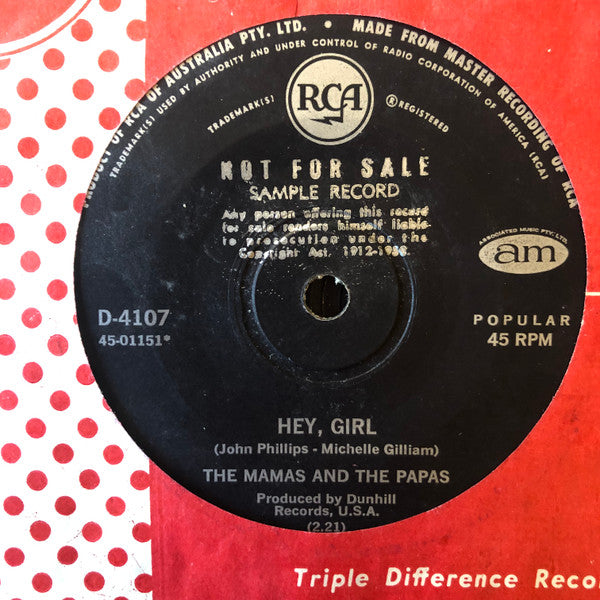 PRODUCT OF RCA OF AUSTRALIA PTY. LTD. • MADE FROM MASTER RECORDING OF RCA
TRADEMARK(S) USED BY AUTHORITY AND UNDER CONTROL OF RADIO CORPORATION OF AMERICA (RCA)
TRADEMARK(S)
RCA
® REGISTERED
NOT FOR SALE
SAMPLE RECORD
Any person offering this record
for sale renders himself liable
to prosecution under the
Copyright Act. 1912-1935.
ASSOCIATED MUSIC PTY. LTD.
am
D-4107
45-01151*
POPULAR
45 RPM
HEY, GIRL
(John Phillips - Michelle Gilliam)
THE MAMAS AND THE PAPAS
Produced by Dunhill
Records, U.S.A.
(2.21)
Triple Difference Reco